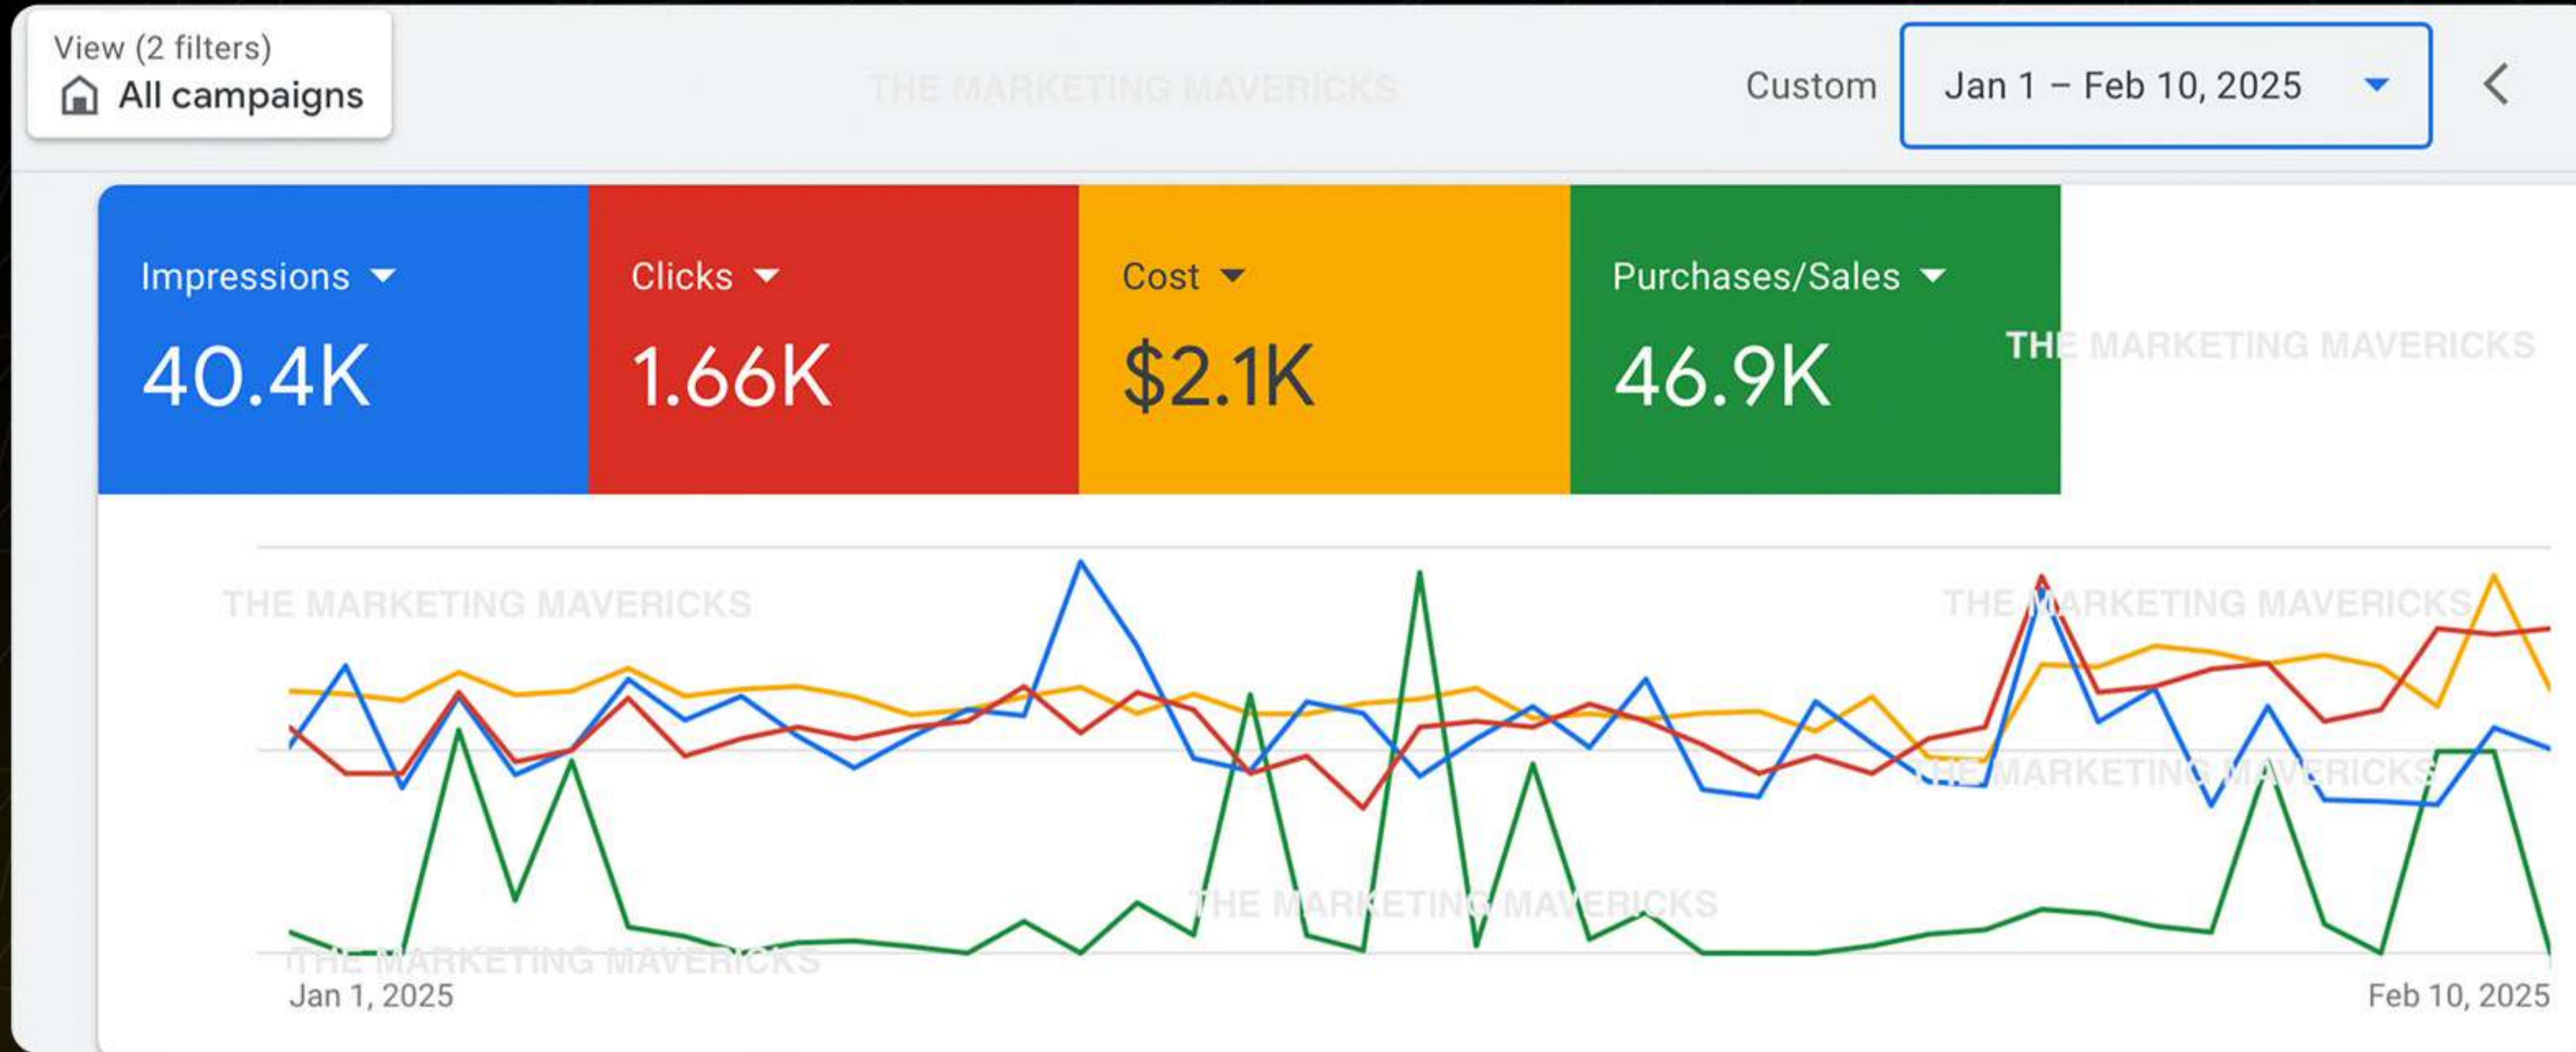 View (2 filters)
All campaigns
THE MARKETING MAVERICKS
Custom
Jan 1 – Feb 10, 2025
Impressions
Clicks
Cost
Purchases/Sales
40.4K
1.66K
$2.1K
46.9K
THE MARKETING MAVERICKS
THE MARKETING MAVERICKS
THE MARKETING MAVERICKS
THE MARKETING MAVERICKS
THE MARKETING MAVERICKS
THE MARKETING MAVERICKS
Jan 1, 2025
Feb 10, 2025